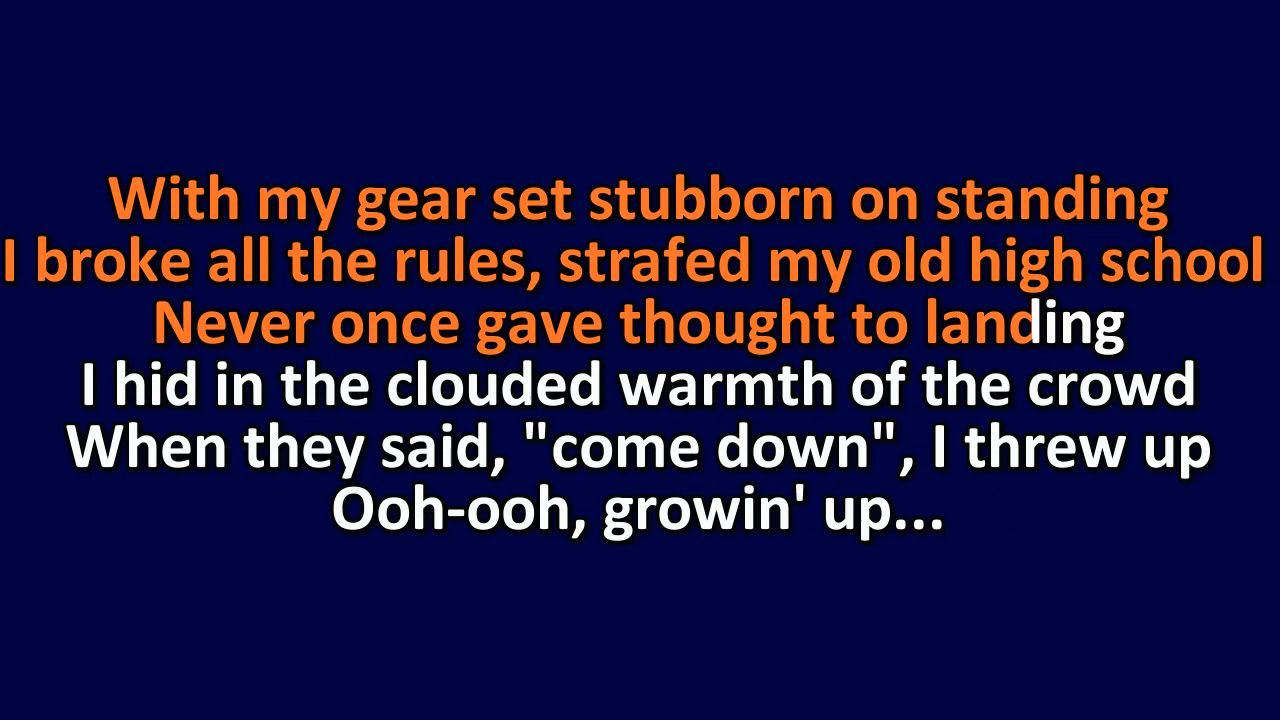 With my gear set stubborn on standing
I broke all the rules, strafed my old high school
Never once gave thought to landing
I hid in the clouded warmth of the crowd
When they said, "come down", I threw up
Ooh-ooh, growin' up...